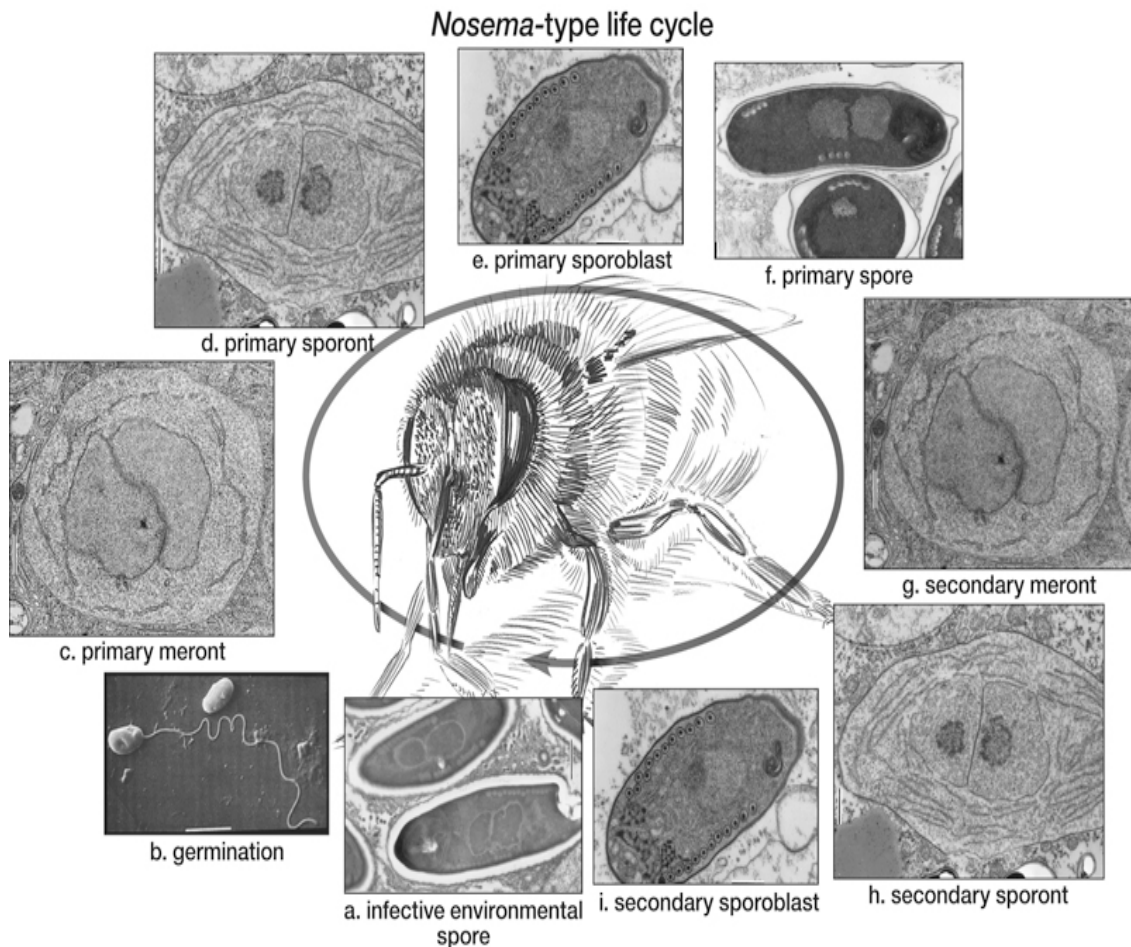 Nosema-type life cycle
e. primary sporoblast
f. primary spore
d. primary sporont
g. secondary meront
c. primary meront
b. germination
a. infective environmental
spore
i. secondary sporoblast
h. secondary sporont